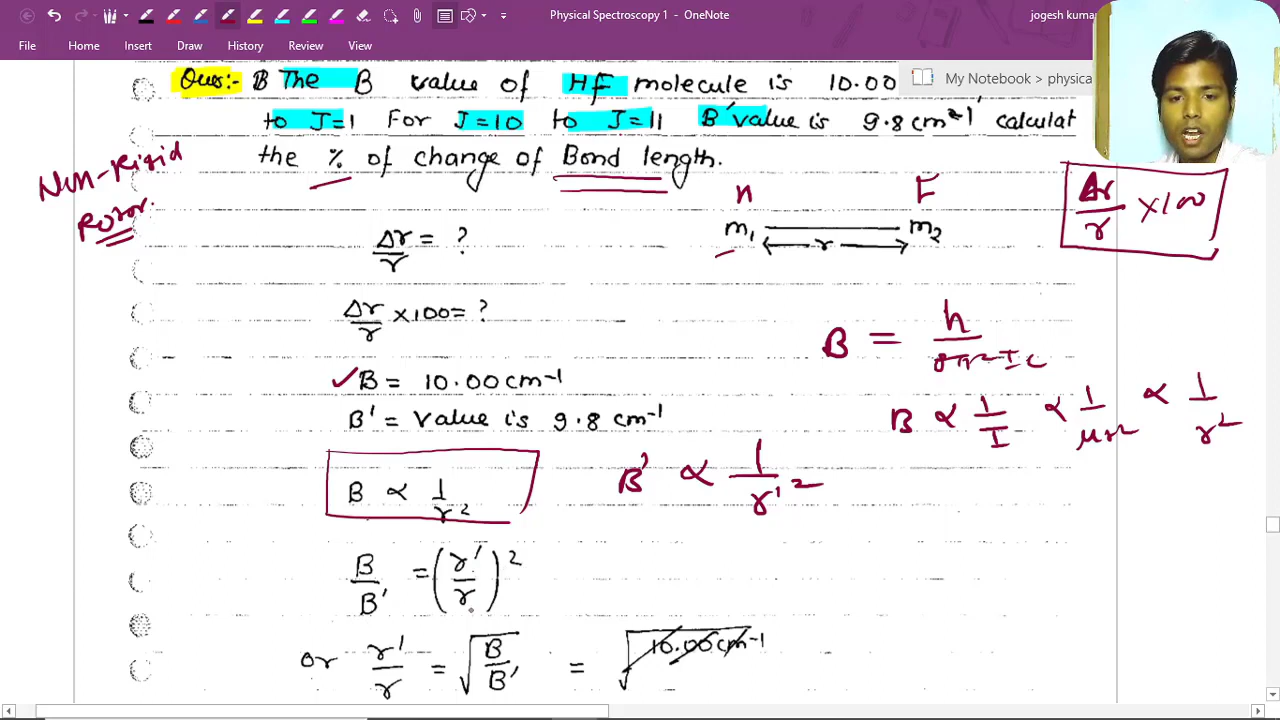 Physical Spectroscopy 1 - OneNote
jogesh kumar
File Home Insert Draw History Review View
My Notebook > physica
Ques:- B The B value of HF molecule is 10.00
to J=1 For J=10 to J=11 B' value is 9.8 cm⁻¹, calculat
the % of change of Bond length.
Non-Rigid
Rotor.
H F
m₁ r m₂
Δr/r × 100
Δr/r = ?
Δr/r × 100 = ?
B = h/8π²Ic
✓B = 10.00 cm⁻¹
B' = Value is 9.8 cm⁻¹
B ∝ 1/I ∝ 1/μr² ∝ 1/r²
B ∝ 1/r²
B' ∝ 1/r'²
B/B' = (r'/r)²
or r'/r = √B/B' = √10.00 cm⁻¹